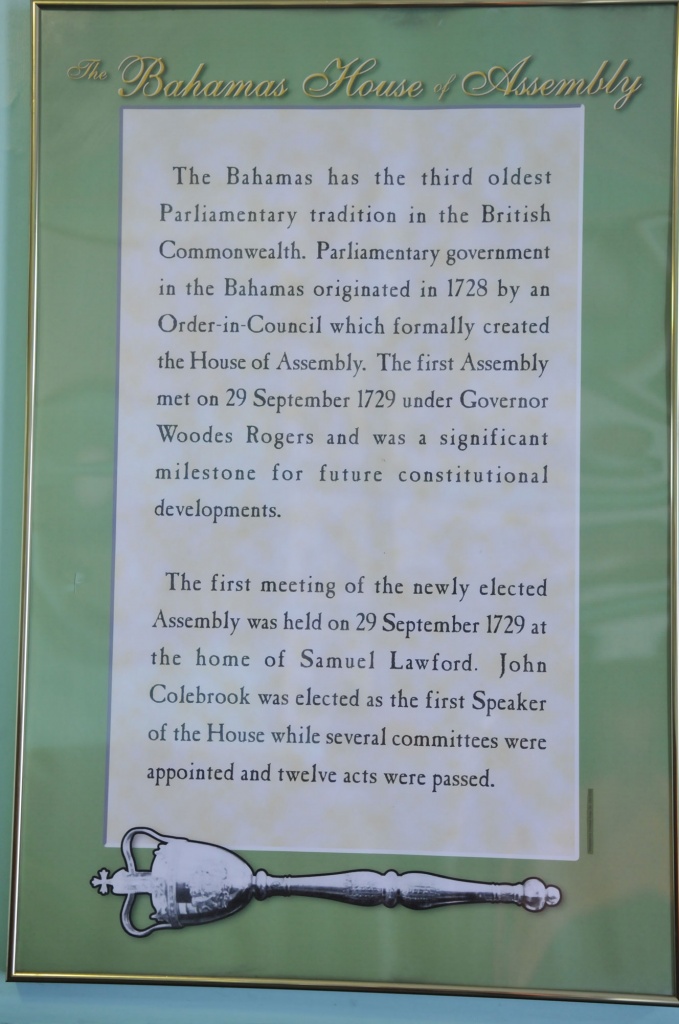 The Bahamas House of Assembly
The Bahamas has the third oldest
Parliamentary tradition in the British
Commonwealth. Parliamentary government
in the Bahamas originated in 1728 by an
Order-in-Council which formally created
the House of Assembly. The first Assembly
met on 29 September 1729 under Governor
Woodes Rogers and was a significant
milestone for future constitutional
developments.
The first meeting of the newly elected
Assembly was held on 29 September 1729 at
the home of Samuel Lawford. John
Colebrook was elected as the first Speaker
of the House while several committees were
appointed and twelve acts were passed.